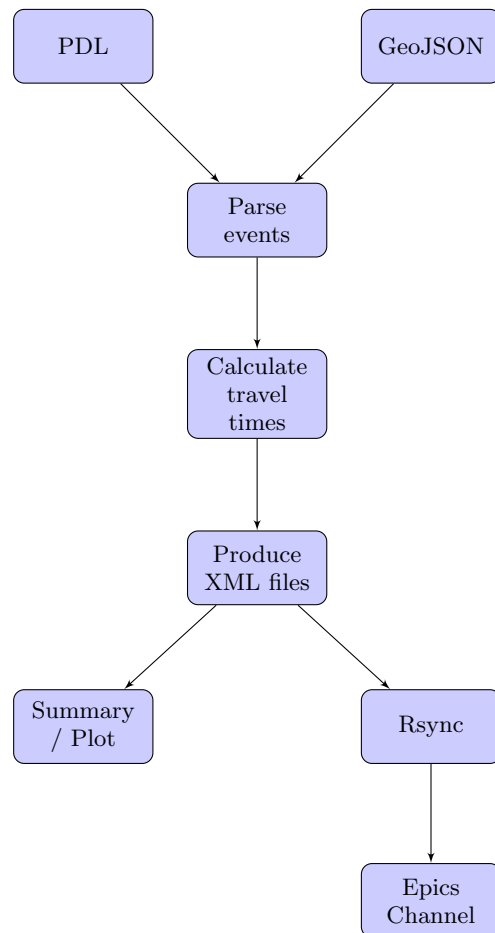 PDL
GeoJSON
Parse
events
Calculate
travel
times
Produce
XML files
Summary
/ Plot
Rsync
Epics
Channel